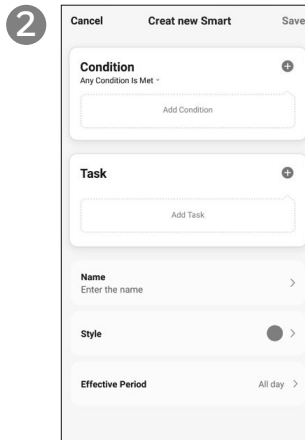 2
Cancel Creat new Smart Save
Condition
Any Condition Is Met
Add Condition
Task
Add Task
Name
Enter the name
Style
Effective Period All day